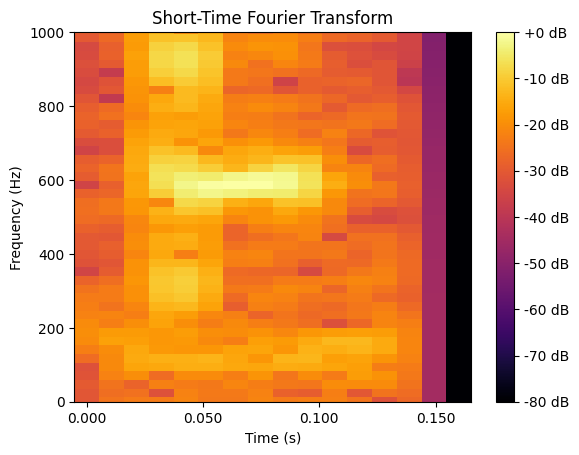 Short-Time Fourier Transform
Frequency (Hz)
1000
800
600
400
200
0
0.000
0.050
0.100
0.150
Time (s)
+0 dB
-10 dB
-20 dB
-30 dB
-40 dB
-50 dB
-60 dB
-70 dB
-80 dB